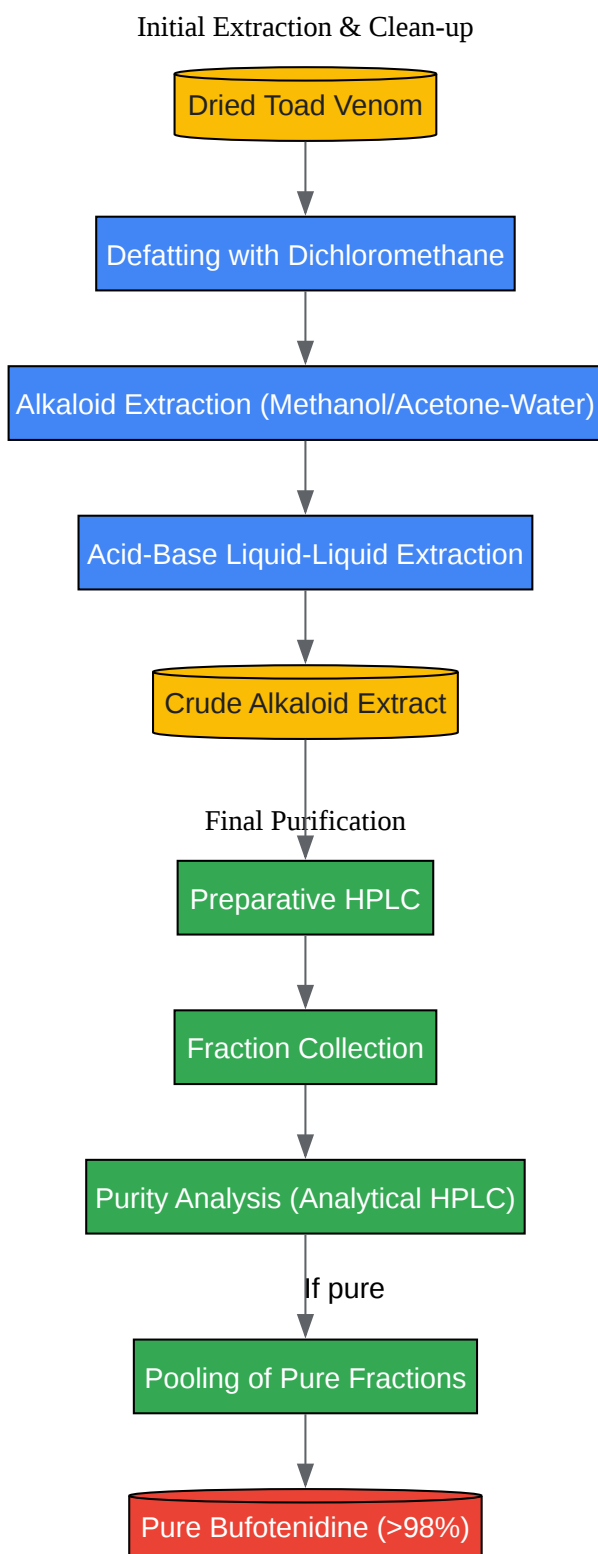 Initial Extraction & Clean-up
Dried Toad Venom
Defatting with Dichloromethane
Alkaloid Extraction (Methanol/Acetone-Water)
Acid-Base Liquid-Liquid Extraction
Crude Alkaloid Extract
Final Purification
Preparative HPLC
Fraction Collection
Purity Analysis (Analytical HPLC)
If pure
Pooling of Pure Fractions
Pure Bufotenidine (>98%)